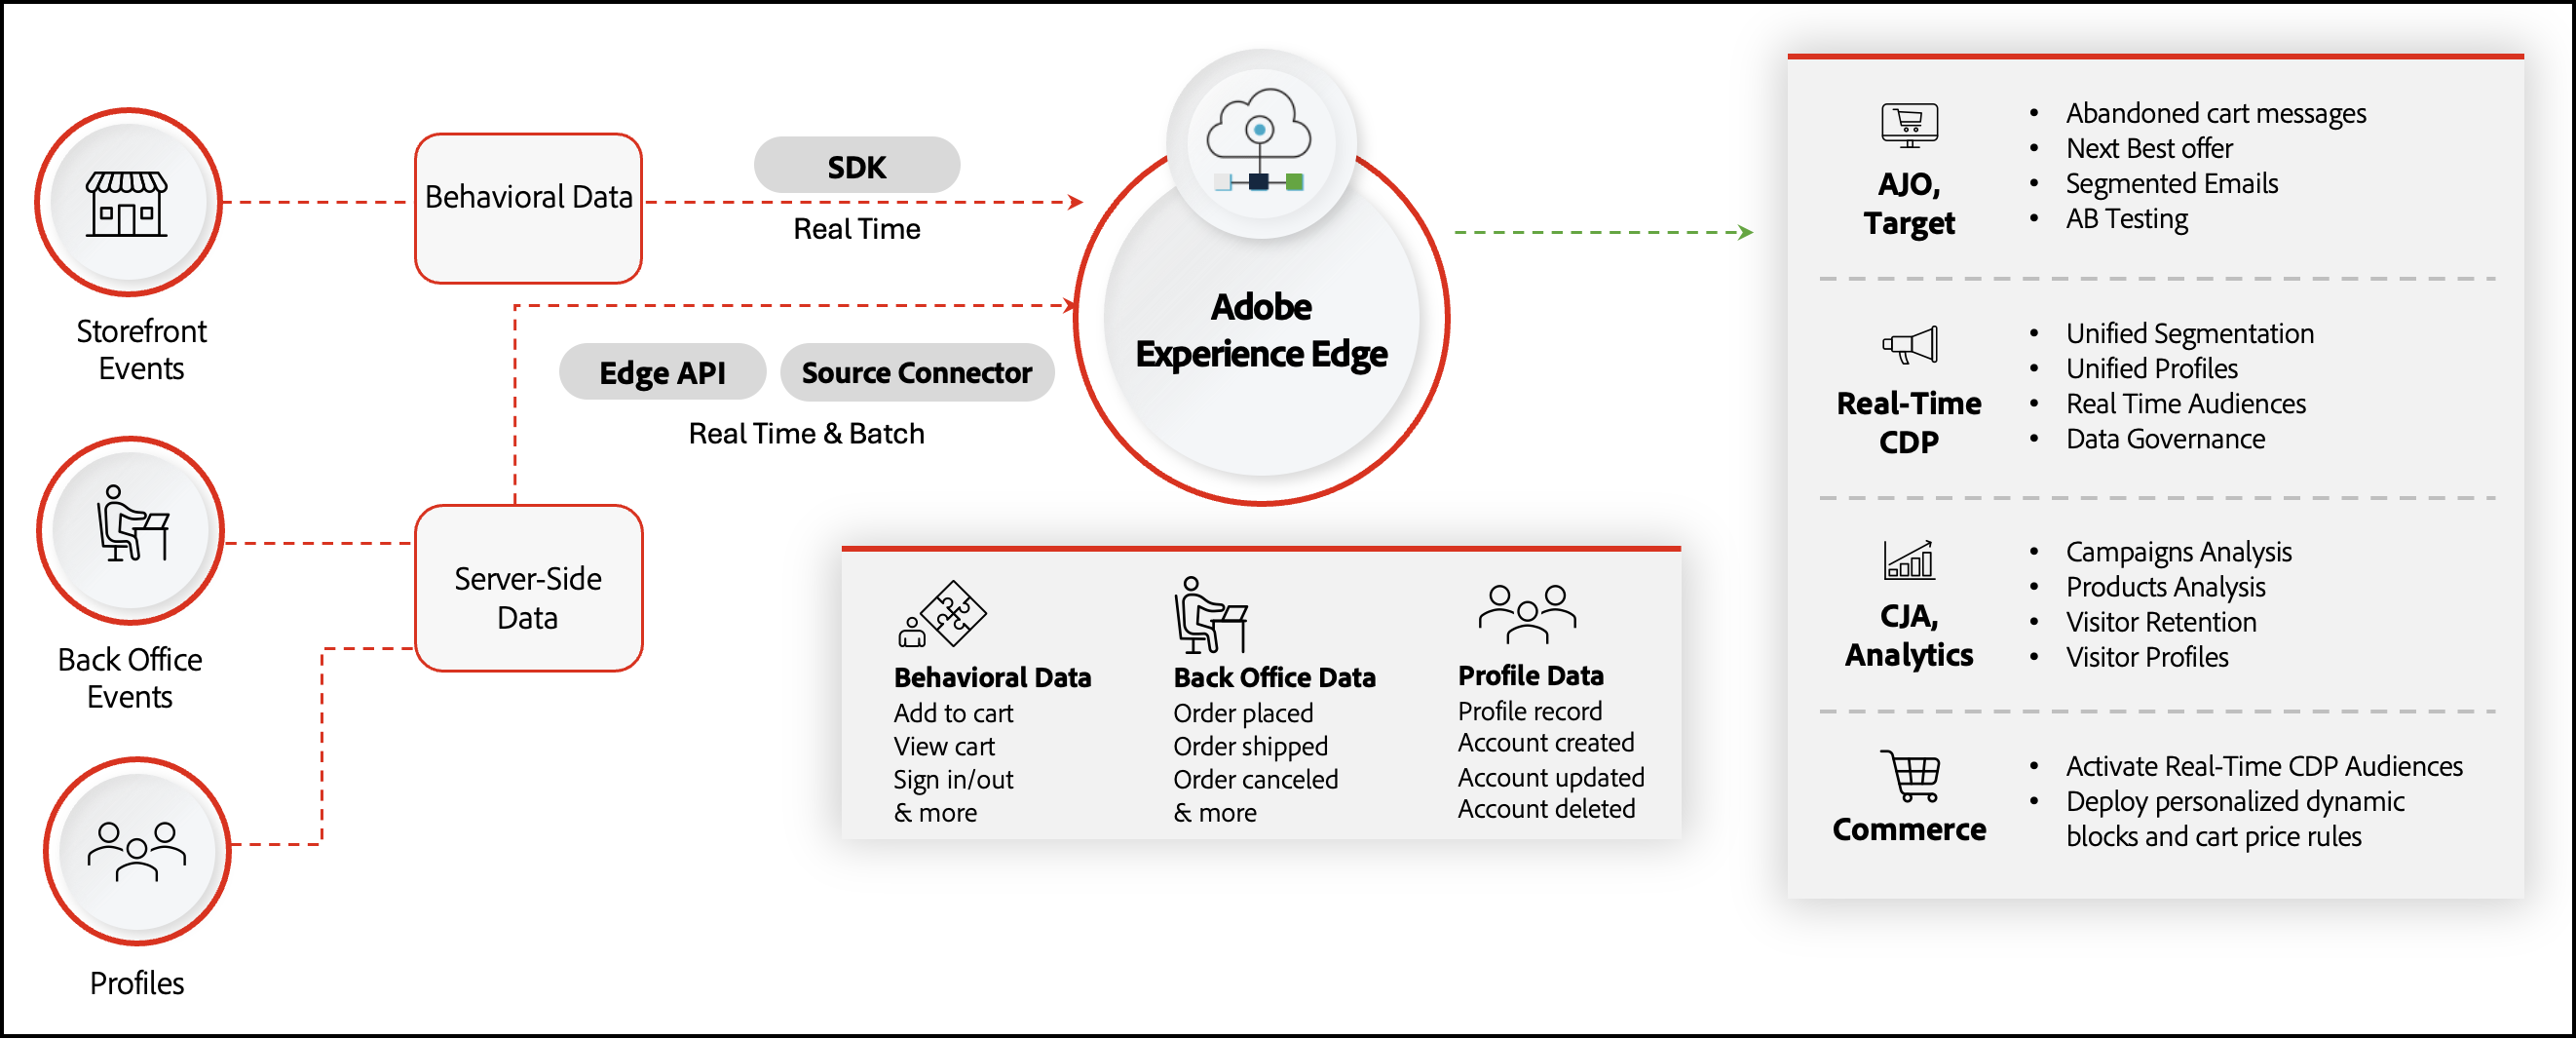 Storefront
Events
Behavioral Data
SDK
Real Time
Back Office
Events
Profiles
Server-Side
Data
Edge API
Source Connector
Real Time & Batch
Adobe
Experience Edge
Behavioral Data
Add to cart
View cart
Sign in/out
& more
Back Office Data
Order placed
Order shipped
Order canceled
& more
Profile Data
Profile record
Account created
Account updated
Account deleted
AJO,
Target
• Abandoned cart messages
• Next Best offer
• Segmented Emails
• AB Testing
Real-Time
CDP
• Unified Segmentation
• Unified Profiles
• Real Time Audiences
• Data Governance
CJA,
Analytics
• Campaigns Analysis
• Products Analysis
• Visitor Retention
• Visitor Profiles
Commerce
• Activate Real-Time CDP Audiences
• Deploy personalized dynamic
blocks and cart price rules